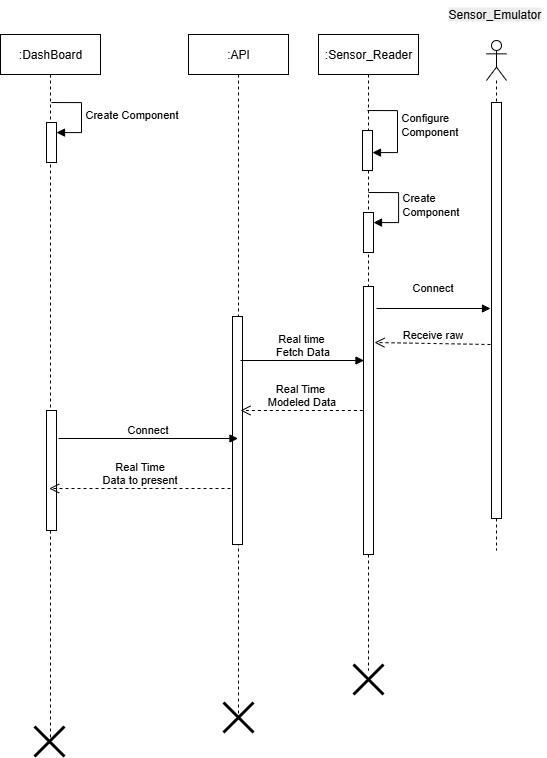 Sensor_Emulator
:DashBoard
:API
:Sensor_Reader
Create Component
Configure
Component
Create
Component
Connect
Receive raw
Real time
Fetch Data
Real Time
Modeled Data
Connect
Real Time
Data to present